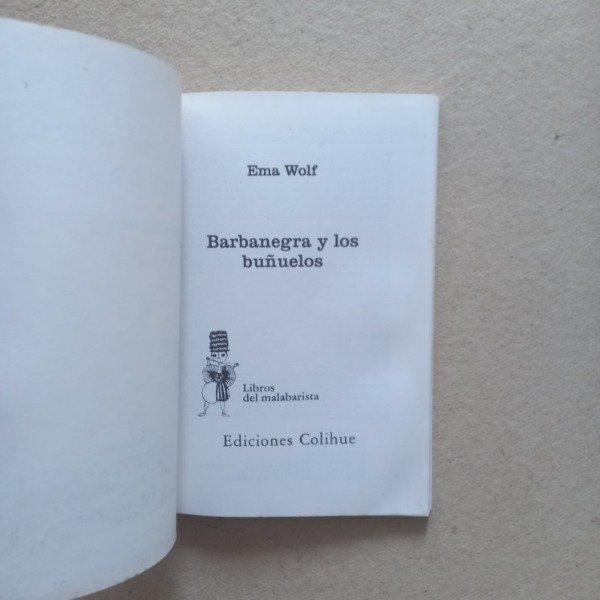 Ema Wolf
Barbanegra y los
buñuelos
Libros
del malabarista
Ediciones Colihue